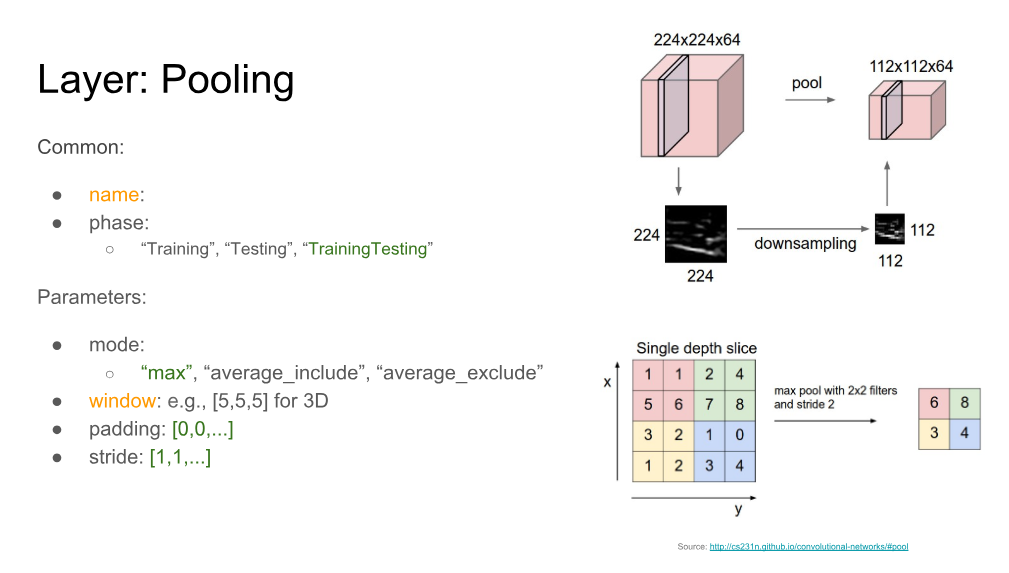 Layer: Pooling
Common:
● name:
● phase:
○ “Training”, “Testing”, “TrainingTesting”
Parameters:
● mode:
○ “max”, “average_include”, “average_exclude”
● window: e.g., [5,5,5] for 3D
● padding: [0,0,...]
● stride: [1,1,...]
224x224x64
pool
112x112x64
224
224
downsampling
112
112
Single depth slice
x
1 1 2 4
5 6 7 8
3 2 1 0
1 2 3 4
y
max pool with 2x2 filters
and stride 2
6 8
3 4
Source: http://cs231n.github.io/convolutional-networks/#pool